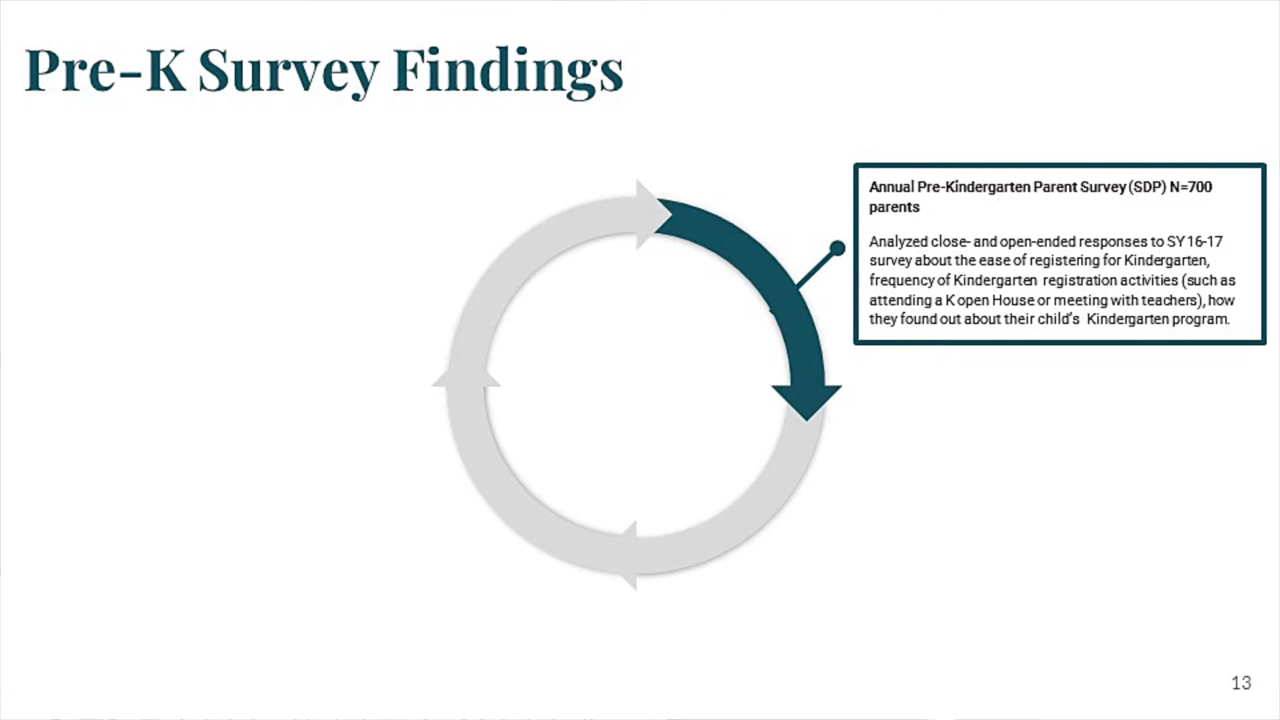 Pre-K Survey Findings
Annual Pre-Kindergarten Parent Survey (SDP) N=700
parents
Analyzed close- and open-ended responses to SY 16-17
survey about the ease of registering for Kindergarten,
frequency of Kindergarten registration activities (such as
attending a K open House or meeting with teachers), how
they found out about their child's Kindergarten program.
13